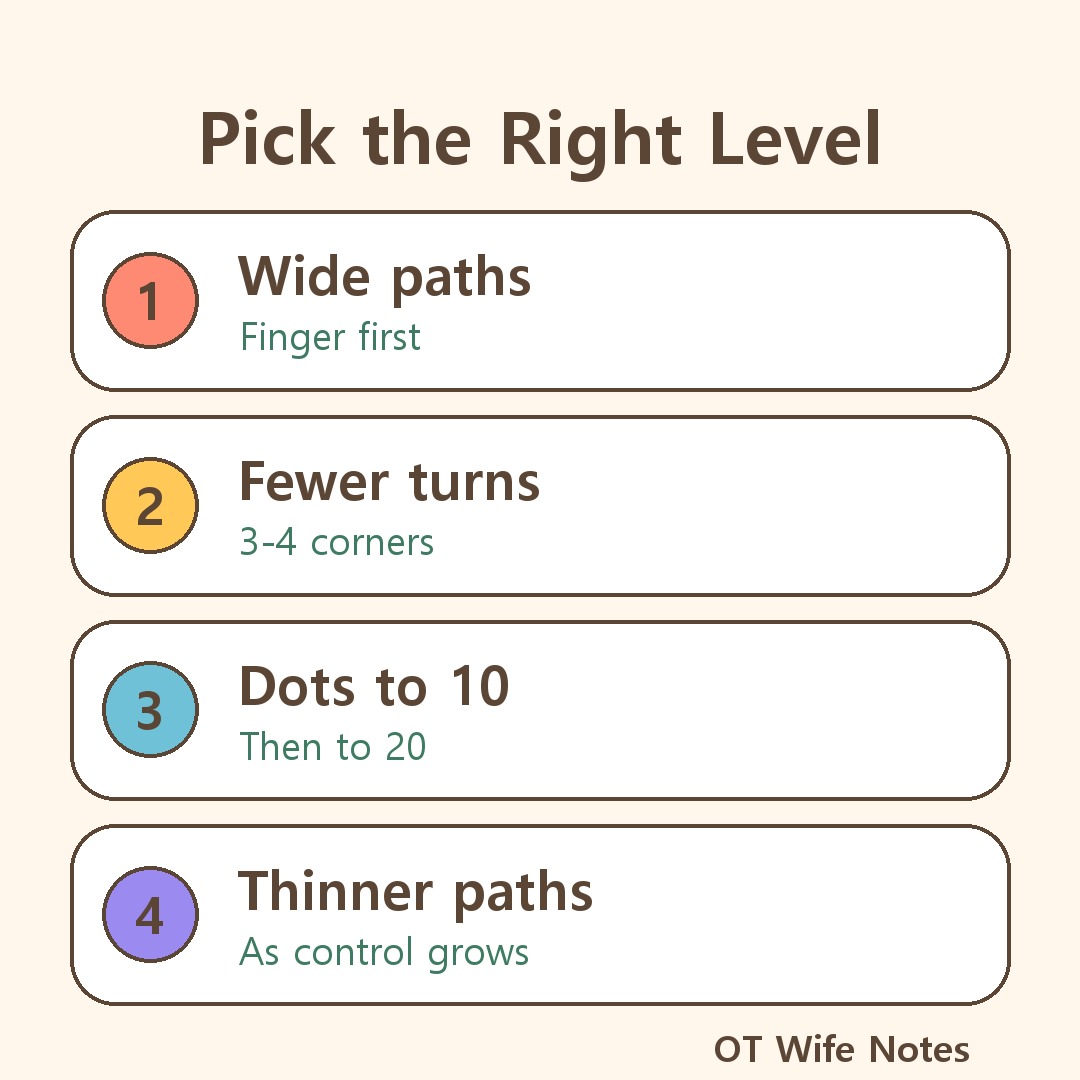 Pick the Right Level
1
Wide paths
Finger first
2
Fewer turns
3-4 corners
3
Dots to 10
Then to 20
4
Thinner paths
As control grows
OT Wife Notes